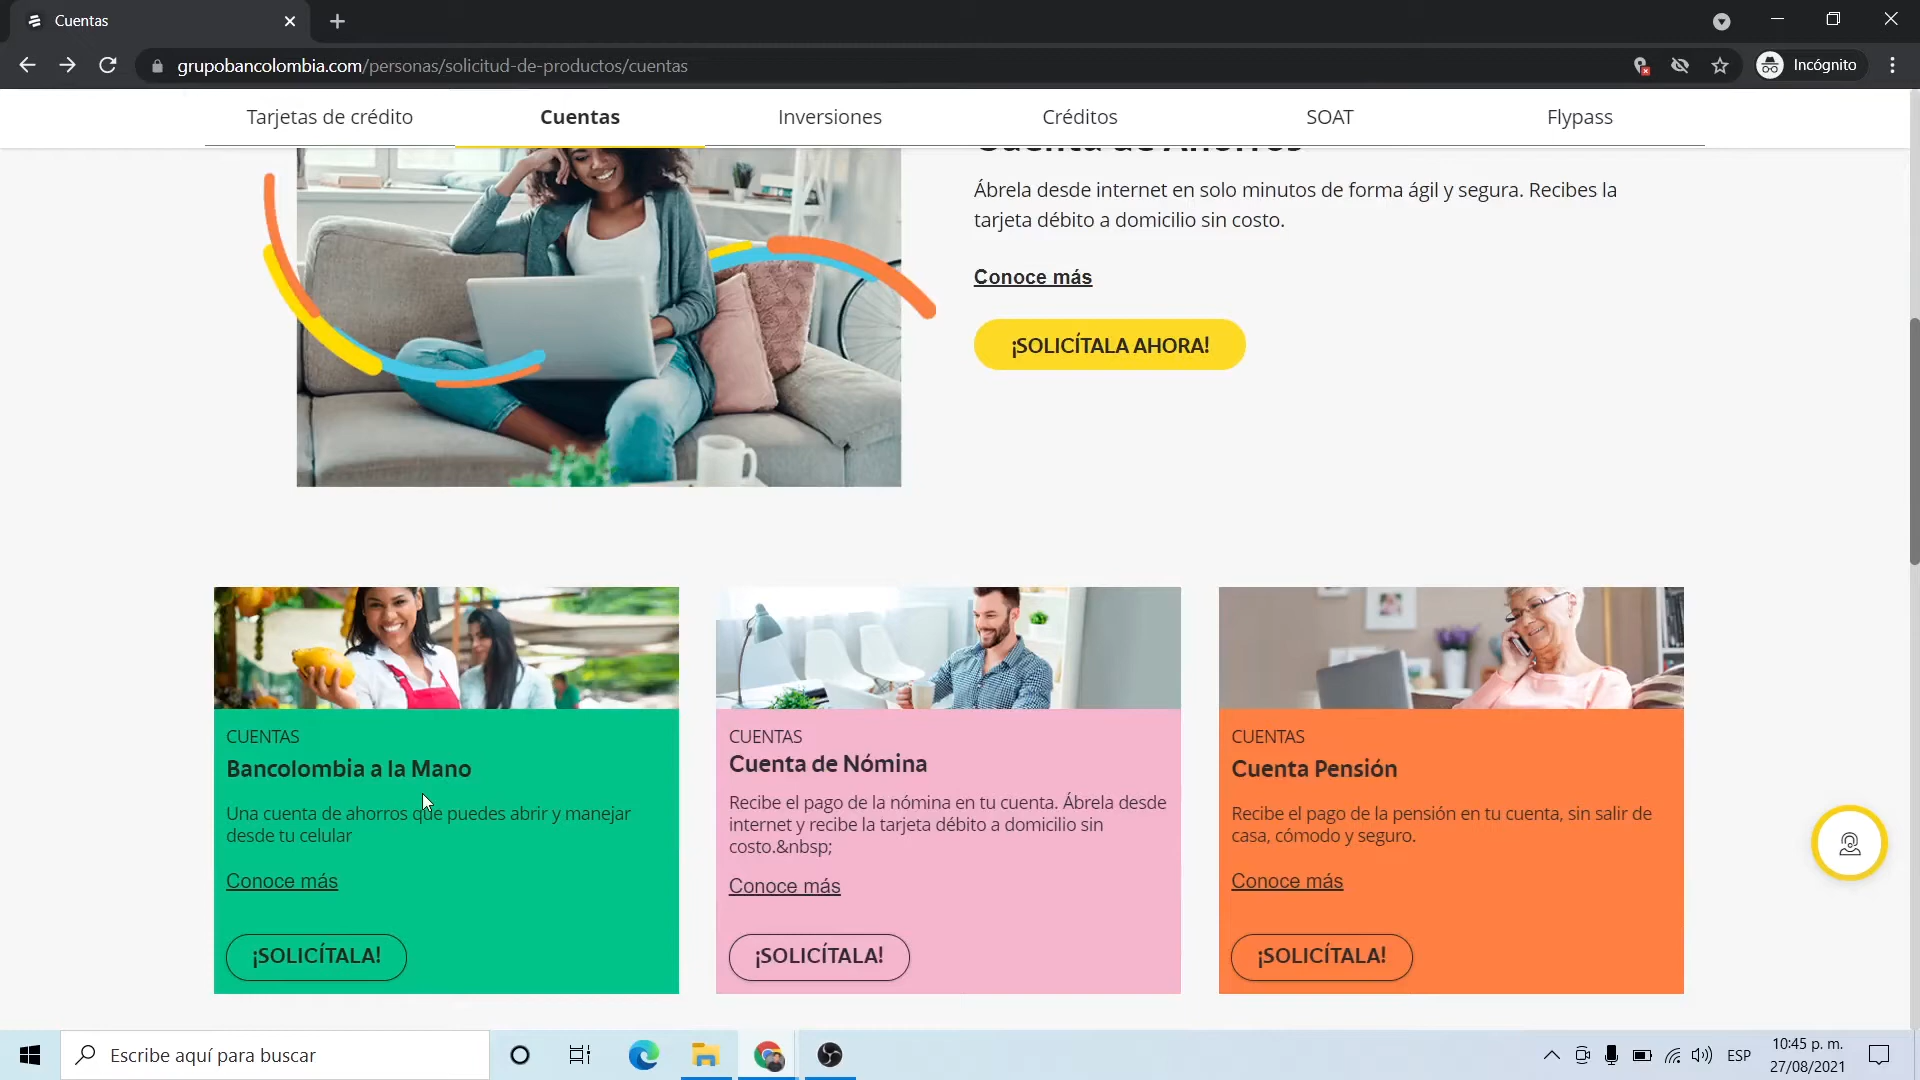 Cuentas
grupobancolombia.com/personas/solicitud-de-productos/cuentas
Incógnito
Tarjetas de crédito
Cuentas
Inversiones
Créditos
SOAT
Flypass
Cuenta de Ahorros
Ábrela desde internet en solo minutos de forma ágil y segura. Recibes la
tarjeta débito a domicilio sin costo.
Conoce más
¡SOLICÍTALA AHORA!
CUENTAS
Bancolombia a la Mano
Una cuenta de ahorros que puedes abrir y manejar
desde tu celular
Conoce más
¡SOLICÍTALA!
CUENTAS
Cuenta de Nómina
Recibe el pago de la nómina en tu cuenta. Ábrela desde
internet y recibe la tarjeta débito a domicilio sin
costo.&nbsp;
Conoce más
¡SOLICÍTALA!
CUENTAS
Cuenta Pensión
Recibe el pago de la pensión en tu cuenta, sin salir de
casa, cómodo y seguro.
Conoce más
¡SOLICÍTALA!
Escribe aquí para buscar
ESP
10:45 p. m.
27/08/2021